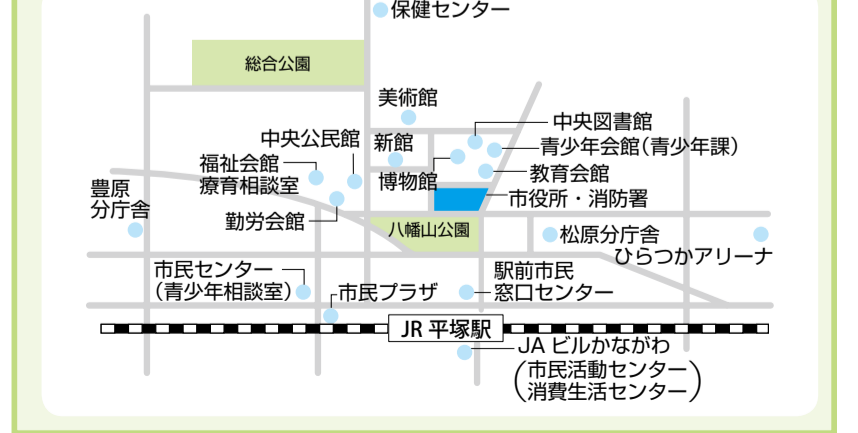 保健センター
総合公園
美術館
中央図書館
中央公民館
新館
青少年会館(青少年課)
福祉会館
療育相談室
博物館
教育会館
豊原
分庁舎
市役所・消防署
勤労会館
八幡山公園
松原分庁舎
ひらつかアリーナ
市民センター
(青少年相談室)
駅前市民
窓口センター
市民プラザ
JR 平塚駅
JA ビルかながわ
(市民活動センター
消費生活センター)